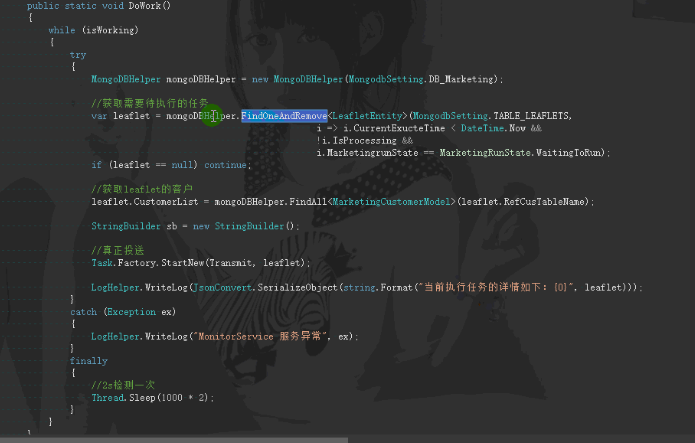 public static void DoWork()
{
while (isWorking)
{
try
{
MongoDBHelper mongoDBHelper = new MongoDBHelper(MongodbSetting.DB_Marketing);
//获取需要待执行的任务
var leaflet = mongoDBHelper.FindOneAndRemove<LeafletEntity>(MongodbSetting.TABLE_LEAFLETS,
i => i.CurrentExucteTime < DateTime.Now &&
!i.IsProcessing &&
i.MarketingrunState == MarketingRunState.WaitingToRun);
if (leaflet == null) continue;
//获取leaflet的客户
leaflet.CustomerList = mongoDBHelper.FindAll<MarketingCustomerModel>(leaflet.RefCusTableName);
StringBuilder sb = new StringBuilder();
//真正投送
Task.Factory.StartNew(Transmit, leaflet);
LogHelper.WriteLog(JsonConvert.SerializeObject(string.Format("当前执行任务的详情如下：{0}", leaflet)));
}
catch (Exception ex)
{
LogHelper.WriteLog("MonitorService 服务异常", ex);
}
finally
{
//2s检测一次
Thread.Sleep(1000 * 2);
}
}
}